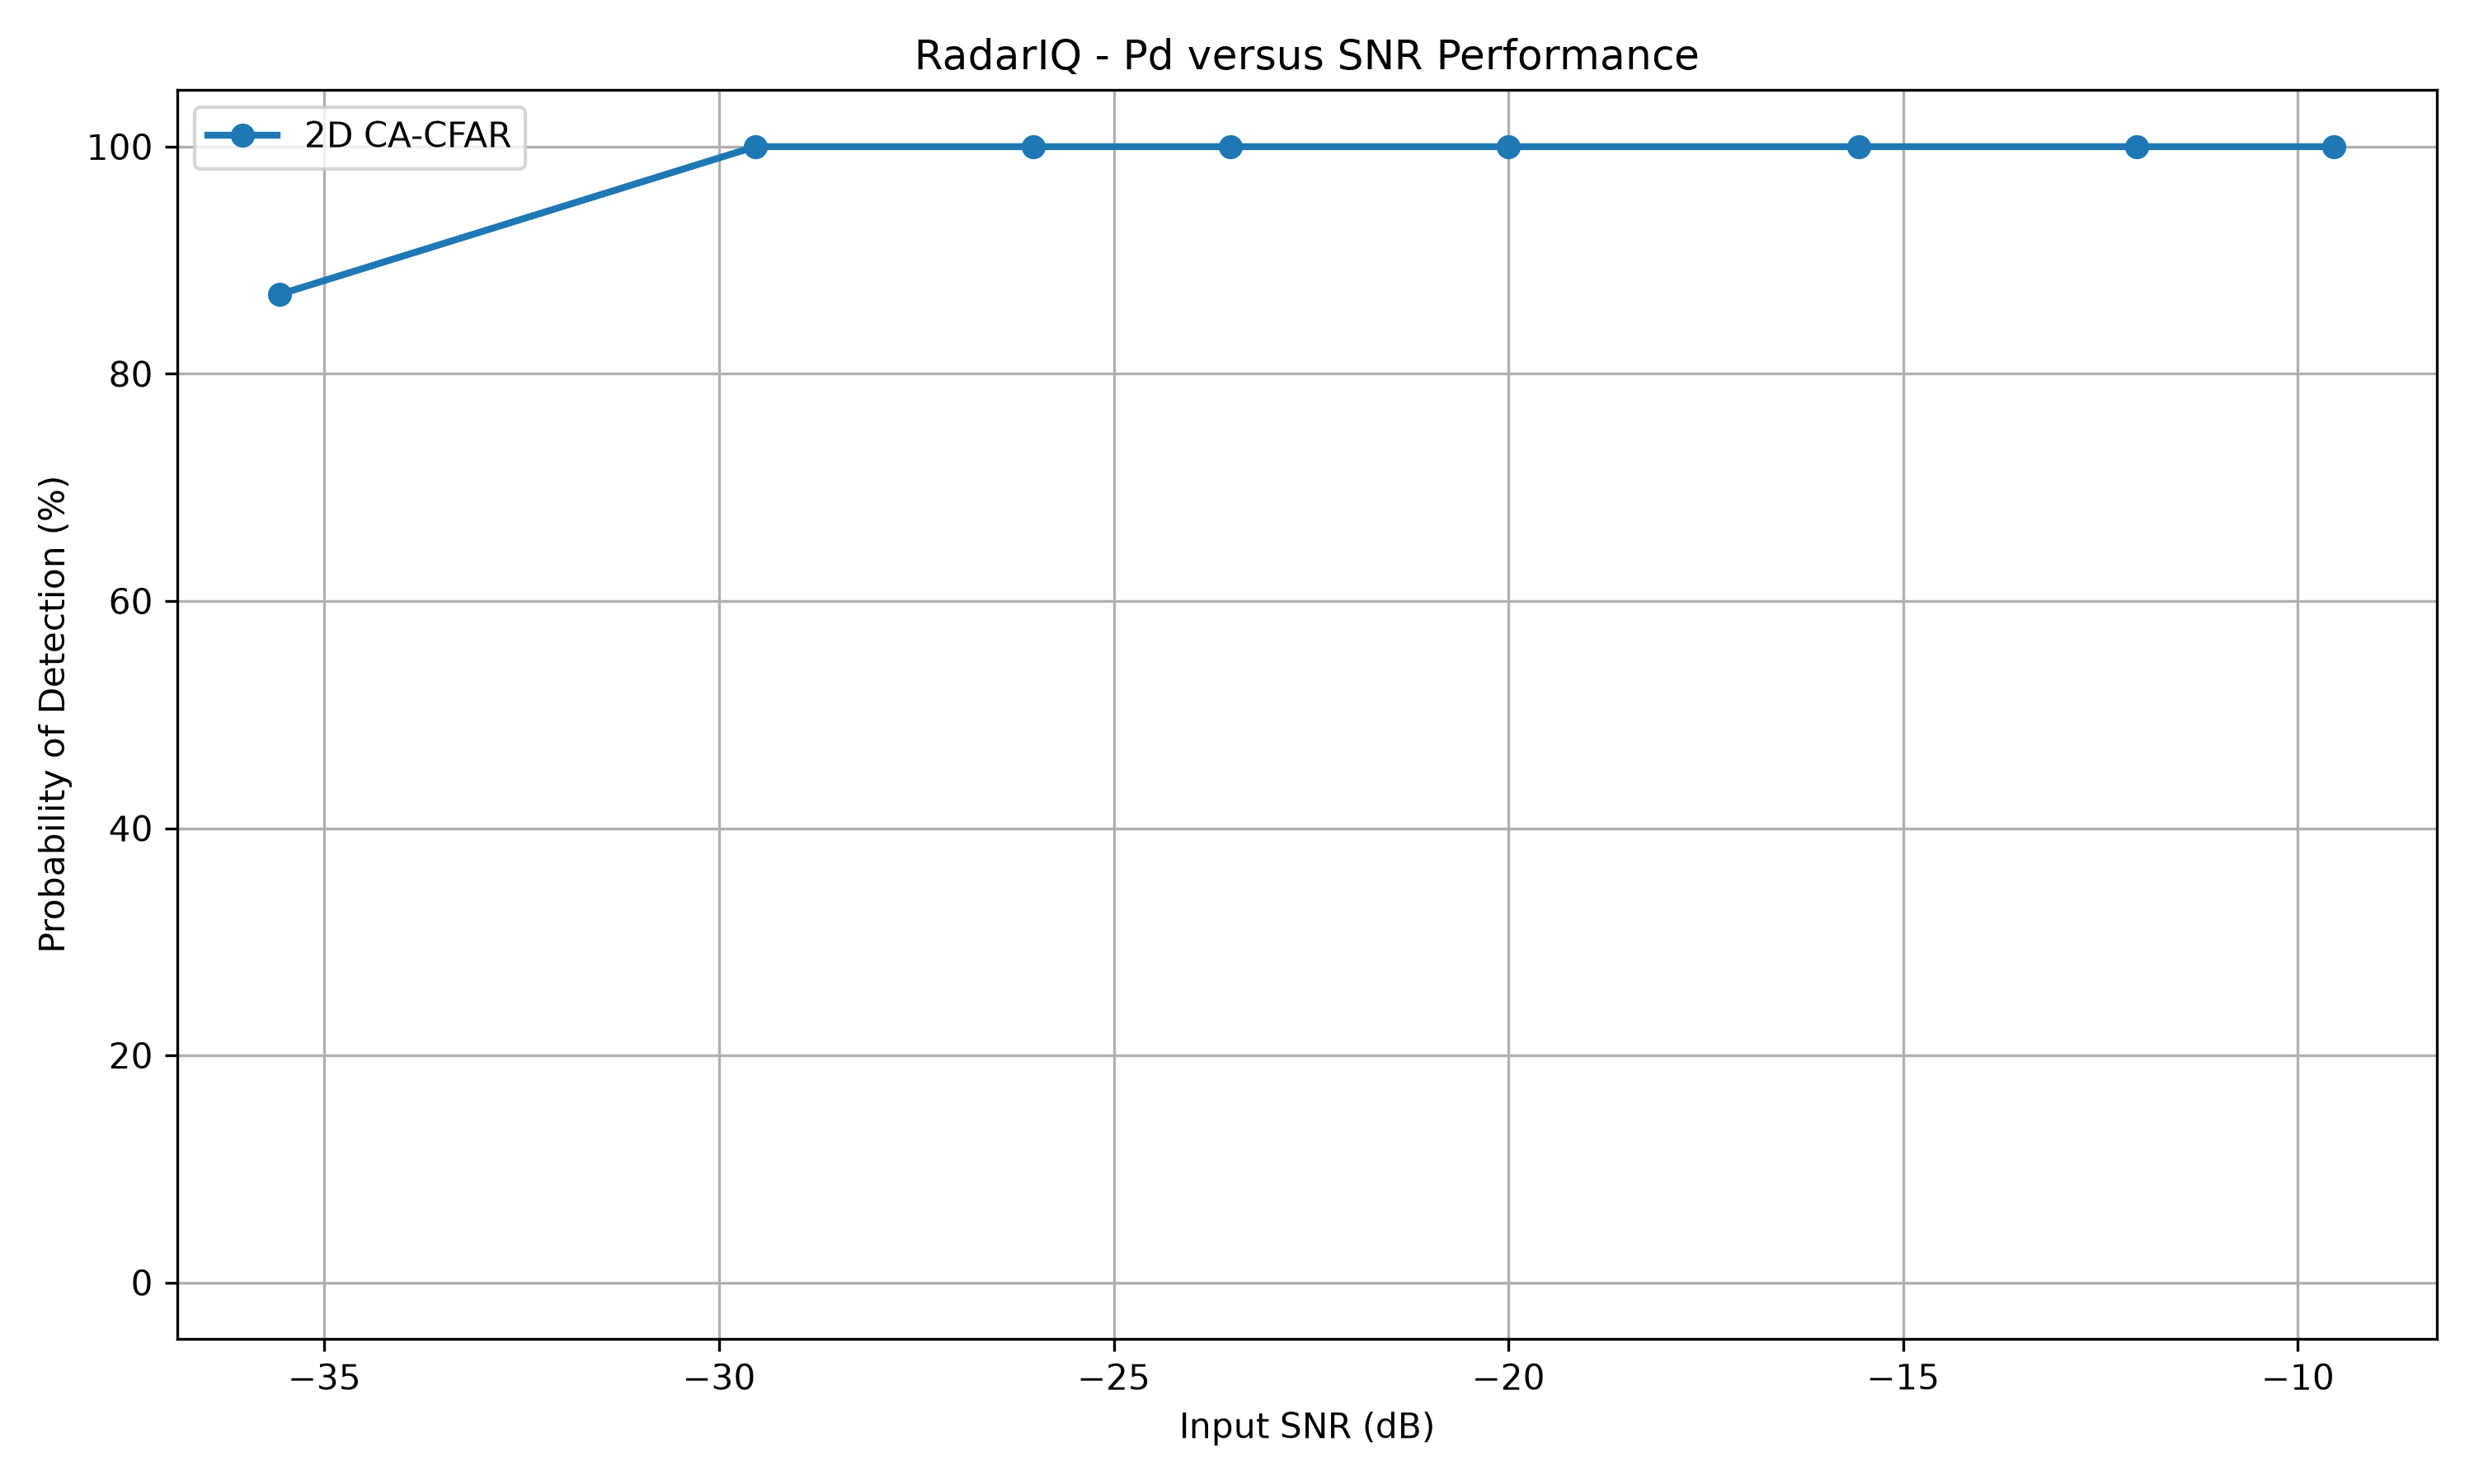 RadarIQ - Pd versus SNR Performance
2D CA-CFAR
100
80
60
40
20
0
Probability of Detection (%)
−35 −30 −25 −20 −15 −10
Input SNR (dB)